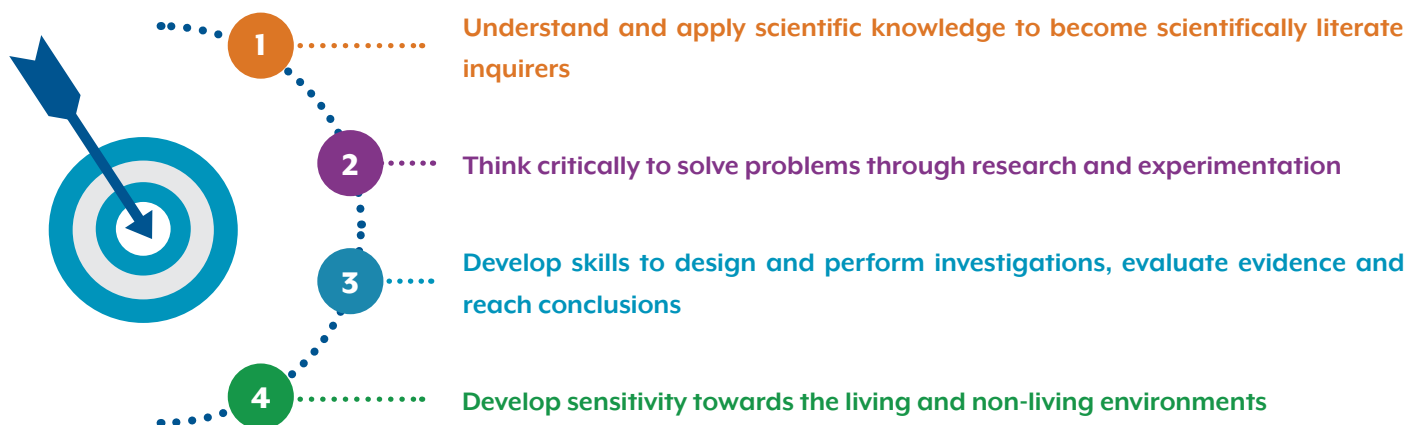 1
Understand and apply scientific knowledge to become scientifically literate
inquirers
2
Think critically to solve problems through research and experimentation
3
Develop skills to design and perform investigations, evaluate evidence and
reach conclusions
4
Develop sensitivity towards the living and non-living environments